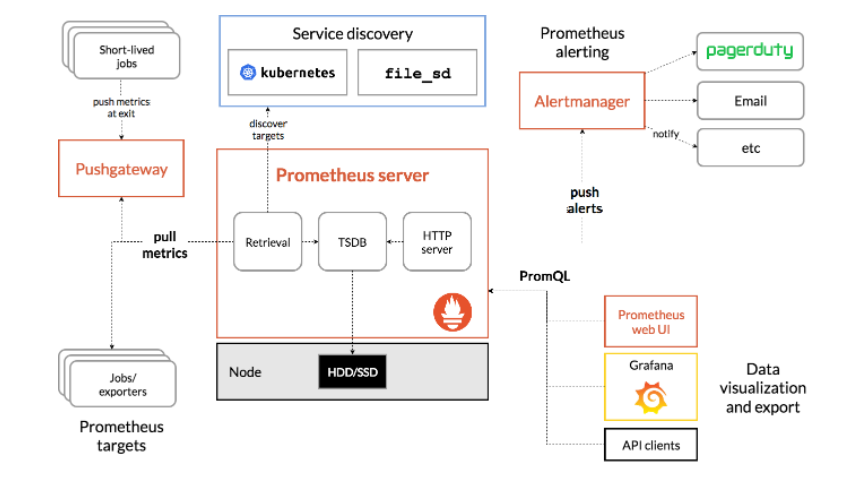 Short-lived
jobs
push metrics
at exit
Pushgateway
pull
metrics
Jobs/
exporters
Prometheus
targets
Service discovery
kubernetes
file_sd
discover
targets
Prometheus server
Retrieval
TSDB
HTTP
server
Node
HDD/SSD
Prometheus
alerting
Alertmanager
pagerduty
Email
notify
etc
push
alerts
PromQL
Prometheus
web UI
Grafana
API clients
Data
visualization
and export